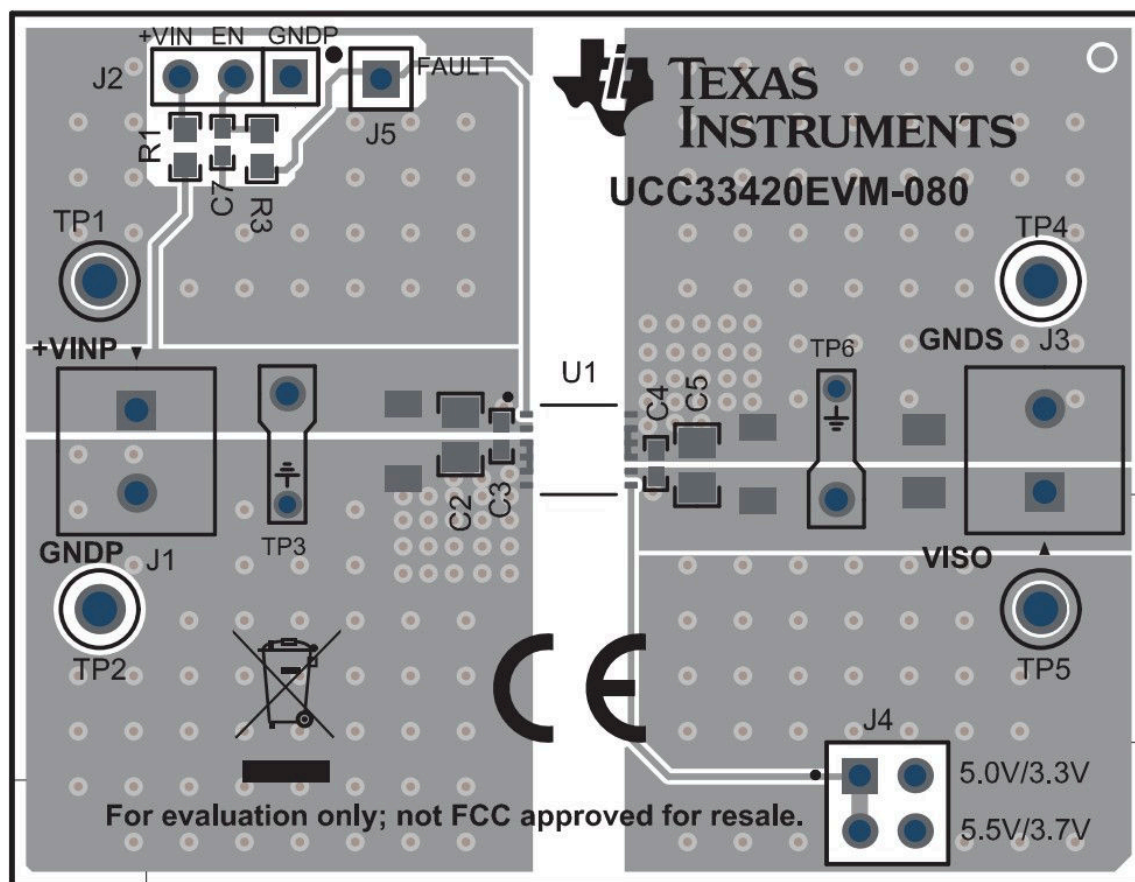 +VIN EN GNDP
J2
FAULT
J5
R1
C7
R3
TEXAS
INSTRUMENTS
UCC33420EVM-080
TP1
TP4
+VINP
GNDS
J3
TP6
U1
C4
C5
C2
C3
TP3
GNDP
J1
VISO
TP2
TP5
CE
J4
5.0V/3.3V
5.5V/3.7V
For evaluation only; not FCC approved for resale.